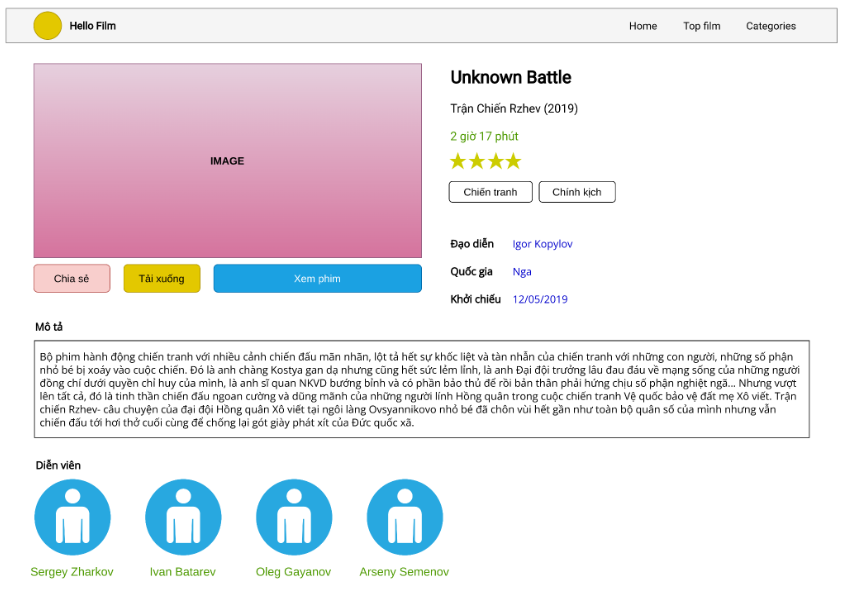 Hello Film
Home
Top film
Categories
IMAGE
Unknown Battle
Trận Chiến Rzhev (2019)
2 giờ 17 phút
Chiến tranh
Chính kịch
Đạo diễn Igor Kopylov
Quốc gia Nga
Khởi chiếu 12/05/2019
Chia sẻ
Tải xuống
Xem phim
Mô tả
Bộ phim hành động chiến tranh với nhiều cảnh chiến đấu mãn nhãn, lột tả hết sự khốc liệt và tàn nhẫn của chiến tranh với những con người, những số phận
nhỏ bé bị xoáy vào cuộc chiến. Đó là anh chàng Kostya gan dạ nhưng cũng hết sức lém lỉnh, là anh Đại đội trưởng lâu đau đáu về mạng sống của những người
đồng chí dưới quyền chỉ huy của mình, là anh sĩ quan NKVD bướng bỉnh và có phần bảo thủ để rồi bản thân phải hứng chịu số phận nghiệt ngã... Nhưng vượt
lên tất cả, đó là tinh thần chiến đấu ngoan cường và dũng mãnh của những người lính Hồng quân trong cuộc chiến tranh Vệ quốc bảo vệ đất mẹ Xô viết. Trận
chiến Rzhev- câu chuyện của đại đội Hồng quân Xô viết tại ngôi làng Ovsyannikovo nhỏ bé đã chôn vùi hết gần như toàn bộ quân số của mình nhưng vẫn
chiến đấu tới hơi thở cuối cùng để chống lại gót giày phát xít của Đức quốc xã.
Diễn viên
Sergey Zharkov
Ivan Batarev
Oleg Gayanov
Arseny Semenov